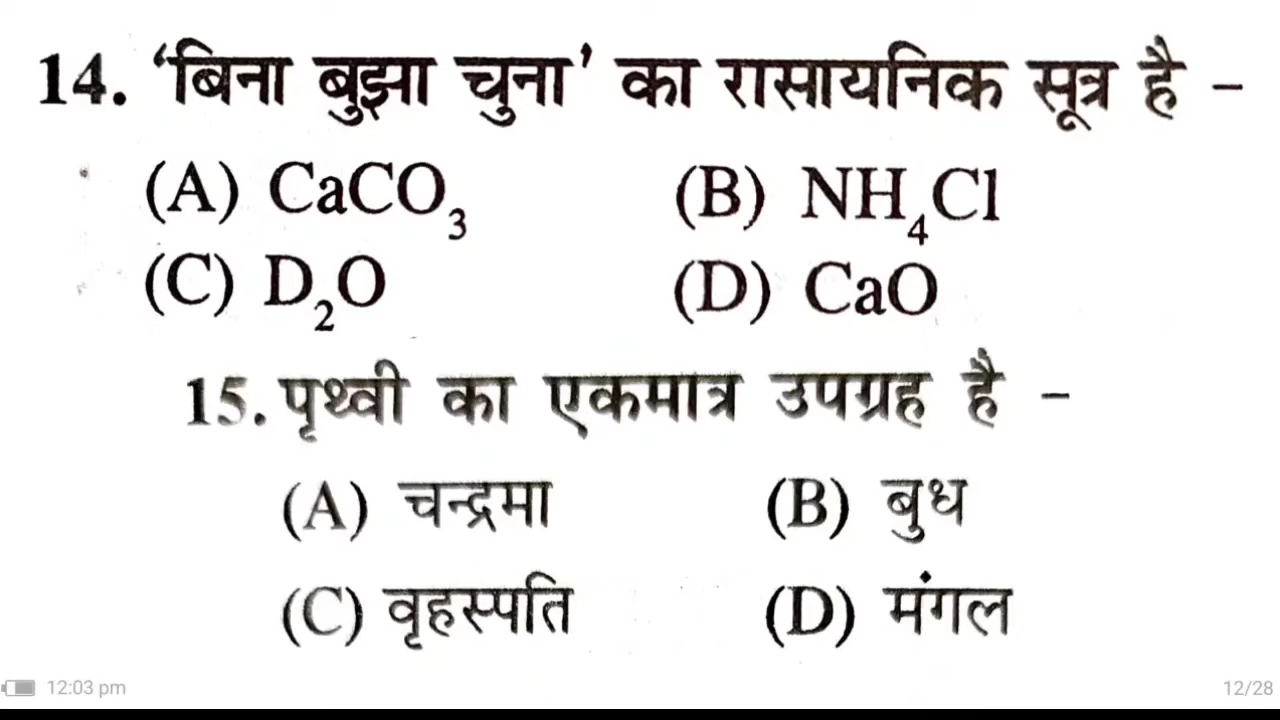 14. ‘बिना बुझा चुना’ का रासायनिक सूत्र है –
(A) CaCO₃ (B) NH₄Cl
(C) D₂O (D) CaO
15. पृथ्वी का एकमात्र उपग्रह है –
(A) चन्द्रमा (B) बुध
(C) वृहस्पति (D) मंगल
12:03 pm 12/28